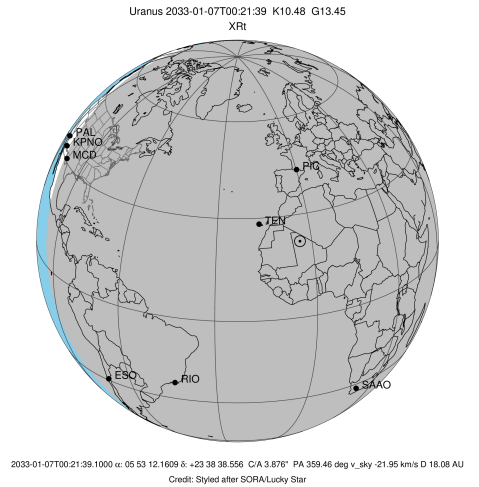 Uranus 2033-01-07T00:21:39 K10.48 G13.45
XRt
PAL
KPNO
MCD
PIC
TEN
ESO
RIO
SAAO
2033-01-07T00:21:39.1000 α: 05 53 12.1609 δ: +23 38 38.556 C/A 3.876" PA 359.46 deg v_sky -21.95 km/s D 18.08 AU
Credit: Styled after SORA/Lucky Star